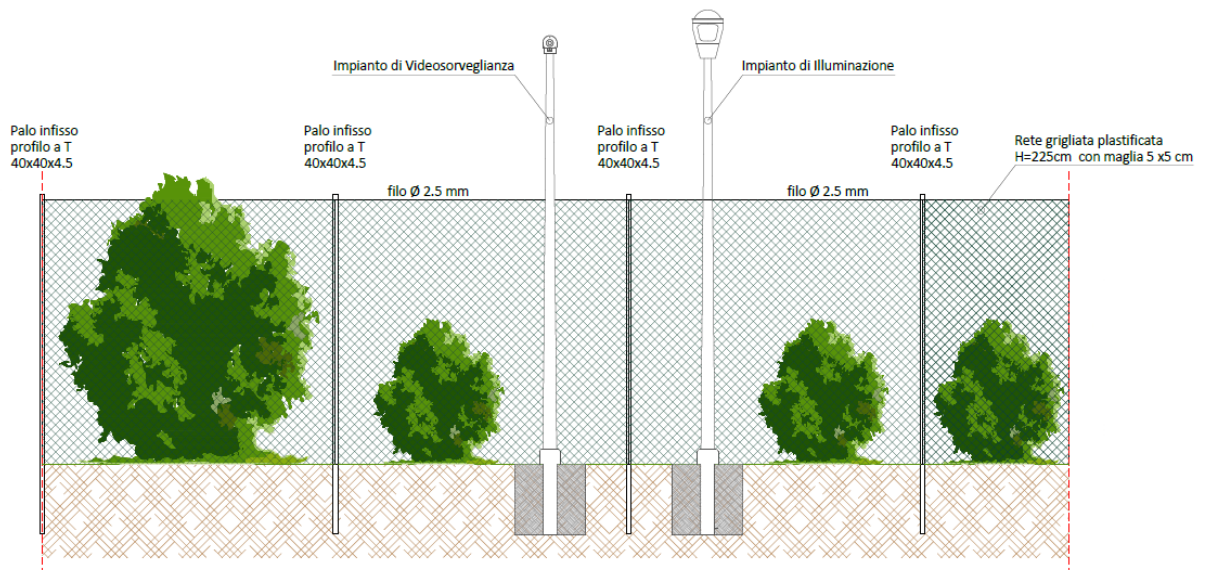 Impianto di Videosorveglianza
Impianto di Illuminazione
Palo infisso
profilo a T
40x40x4.5
Palo infisso
profilo a T
40x40x4.5
Palo infisso
profilo a T
40x40x4.5
Palo infisso
profilo a T
40x40x4.5
Rete grigliata plastificata
H=225cm con maglia 5 x5 cm
filo Ø 2.5 mm
filo Ø 2.5 mm